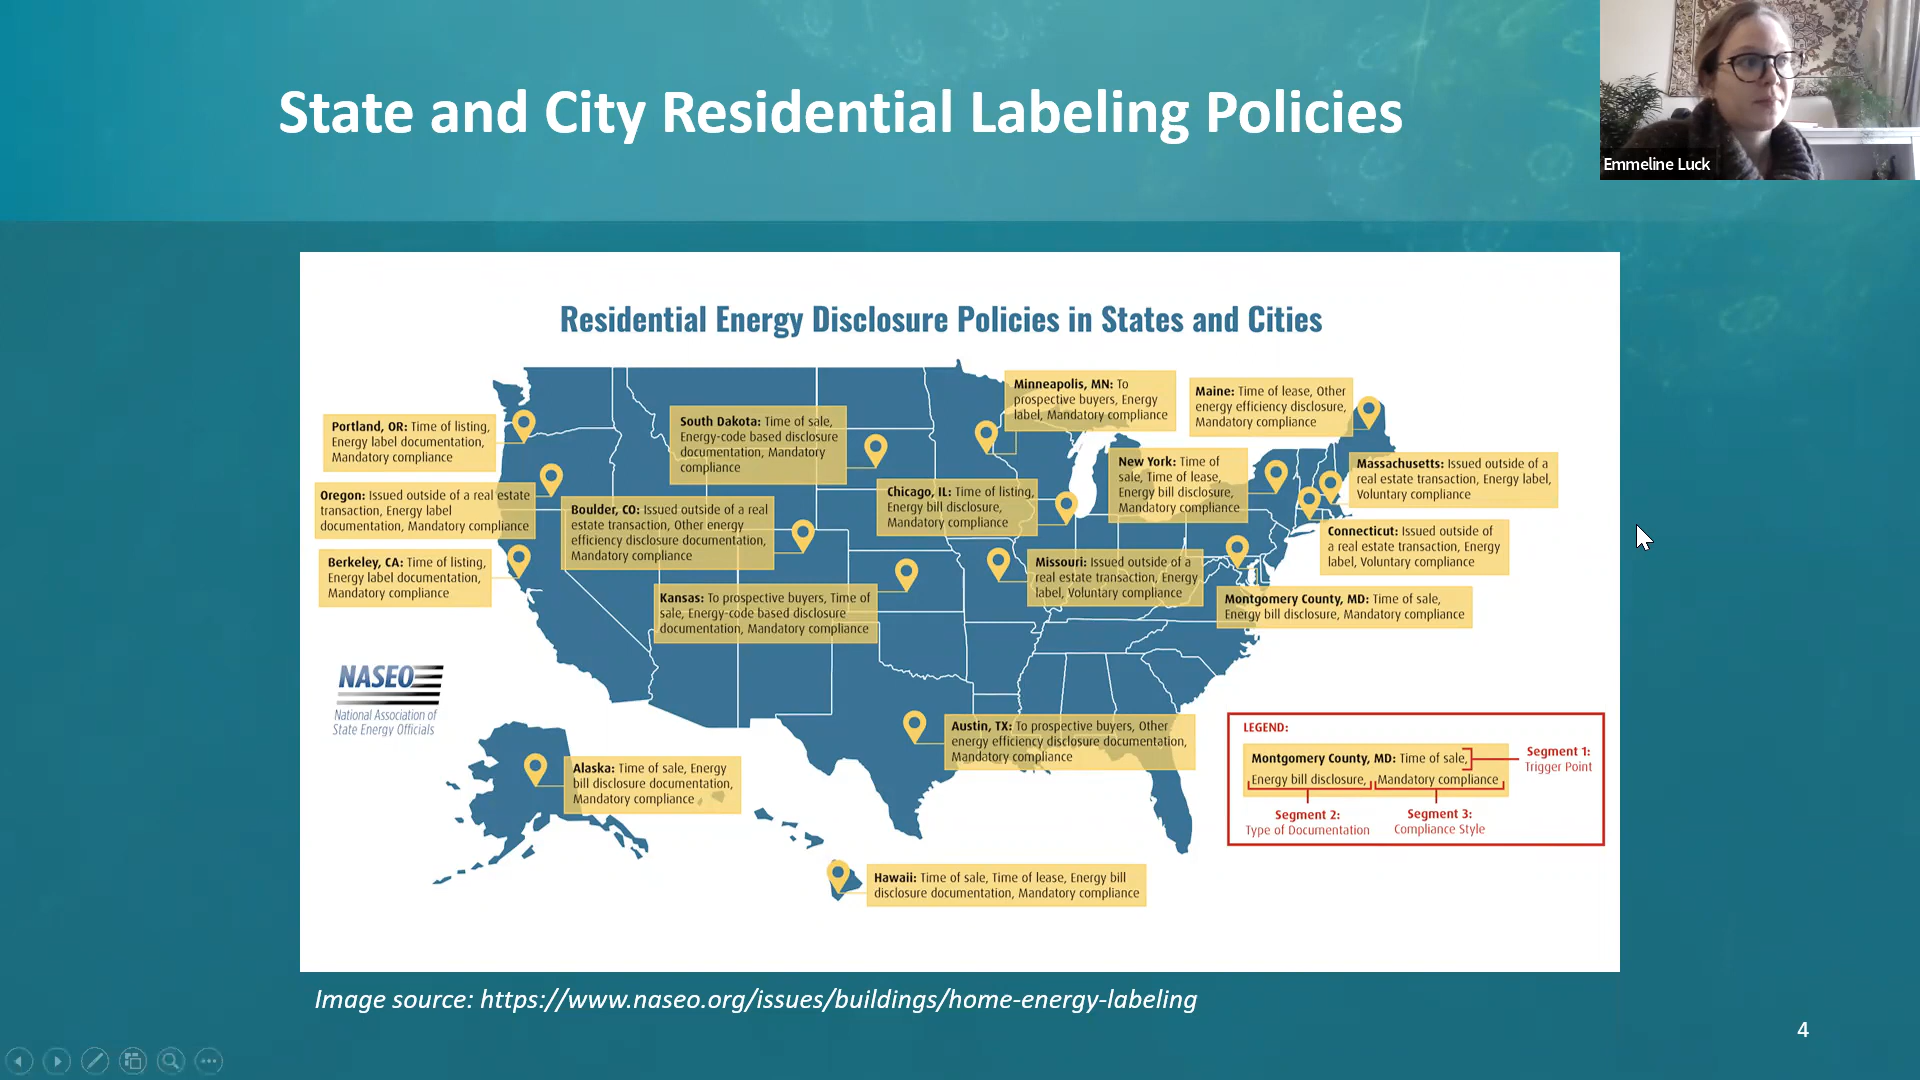 State and City Residential Labeling Policies
Emmeline Luck
Residential Energy Disclosure Policies in States and Cities
Portland, OR: Time of listing,
Energy label documentation,
Mandatory compliance
Oregon: Issued outside of a real estate
transaction, Energy label
documentation, Mandatory compliance
Berkeley, CA: Time of listing,
Energy label documentation,
Mandatory compliance
South Dakota: Time of sale,
Energy-code based disclosure
documentation, Mandatory
compliance
Boulder, CO: Issued outside of a real
estate transaction, Other energy
efficiency disclosure documentation,
Mandatory compliance
Kansas: To prospective buyers, Time of
sale, Energy-code based disclosure
documentation, Mandatory compliance
Minneapolis, MN: To
prospective buyers, Energy
label, Mandatory compliance
Chicago, IL: Time of listing,
Energy bill disclosure,
Mandatory compliance
Missouri: Issued outside of a
real estate transaction, Energy
label, Voluntary compliance
Maine: Time of lease, Other
energy efficiency disclosure,
Mandatory compliance
New York: Time of
sale, Time of lease,
Energy bill disclosure,
Mandatory compliance
Massachusetts: Issued outside of a
real estate transaction, Energy label,
Voluntary compliance
Connecticut: Issued outside of
a real estate transaction, Energy
label, Voluntary compliance
Montgomery County, MD: Time of sale,
Energy bill disclosure, Mandatory compliance
NASEO
National Association of
State Energy Officials
Austin, TX: To prospective buyers, Other
energy efficiency disclosure documentation,
Mandatory compliance
Alaska: Time of sale, Energy
bill disclosure documentation,
Mandatory compliance
Hawaii: Time of sale, Time of lease, Energy bill
disclosure documentation, Mandatory compliance
LEGEND:
Montgomery County, MD: Time of sale,
Energy bill disclosure, Mandatory compliance
Segment 1:
Trigger Point
Segment 2:
Type of Documentation
Segment 3:
Compliance Style
Image source: https://www.naseo.org/issues/buildings/home-energy-labeling
4